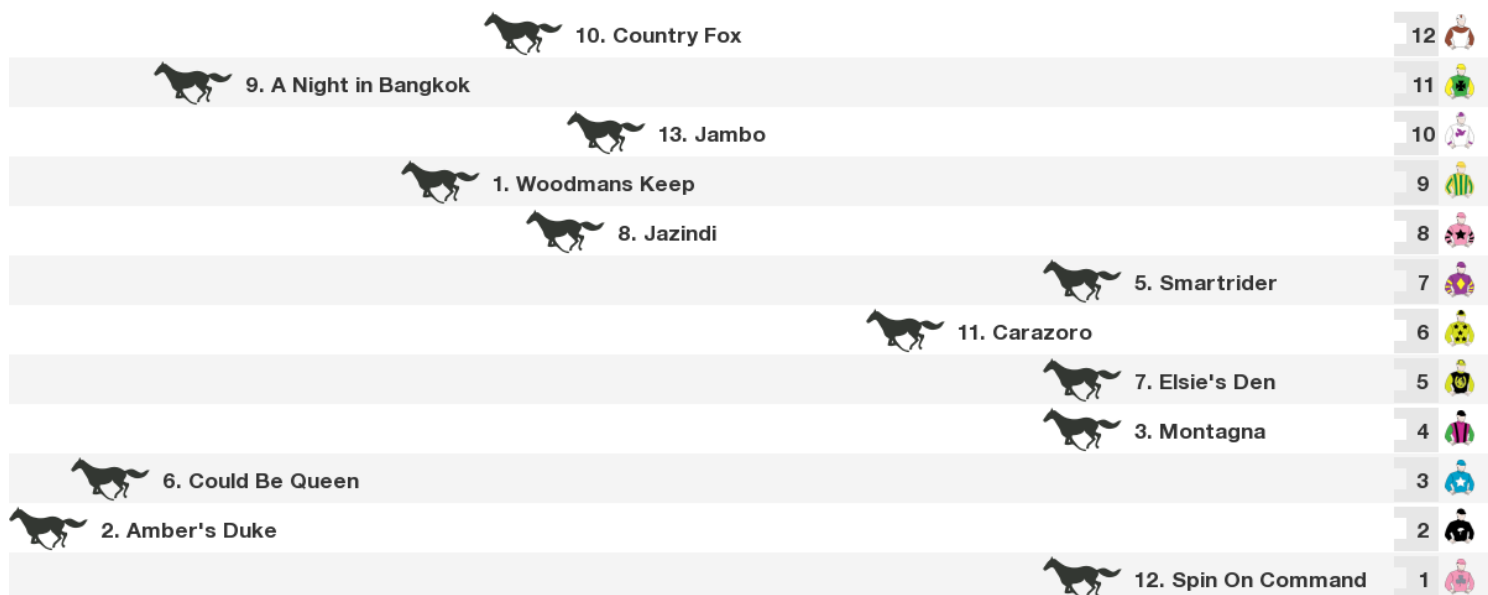 10. Country Fox 12
9. A Night in Bangkok 11
13. Jambo 10
1. Woodmans Keep 9
8. Jazindi 8
5. Smartrider 7
11. Carazoro 6
7. Elsie's Den 5
3. Montagna 4
6. Could Be Queen 3
2. Amber's Duke 2
12. Spin On Command 1